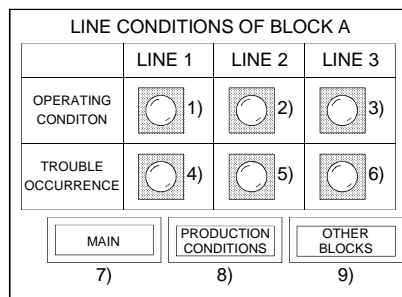 LINE CONDITIONS OF BLOCK A
LINE 1 LINE 2 LINE 3
OPERATING
CONDITON
1) 2) 3)
TROUBLE
OCCURRENCE
4) 5) 6)
MAIN
PRODUCTION
CONDITIONS
OTHER
BLOCKS
7) 8) 9)